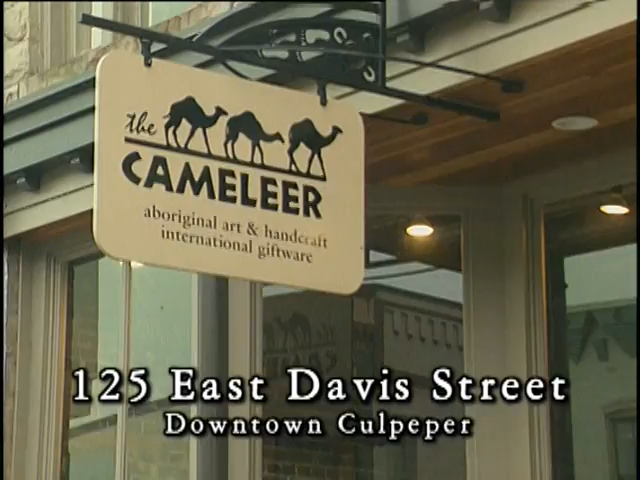 the
CAMELEER
aboriginal art & handcraft
international giftware
125 East Davis Street
Downtown Culpeper